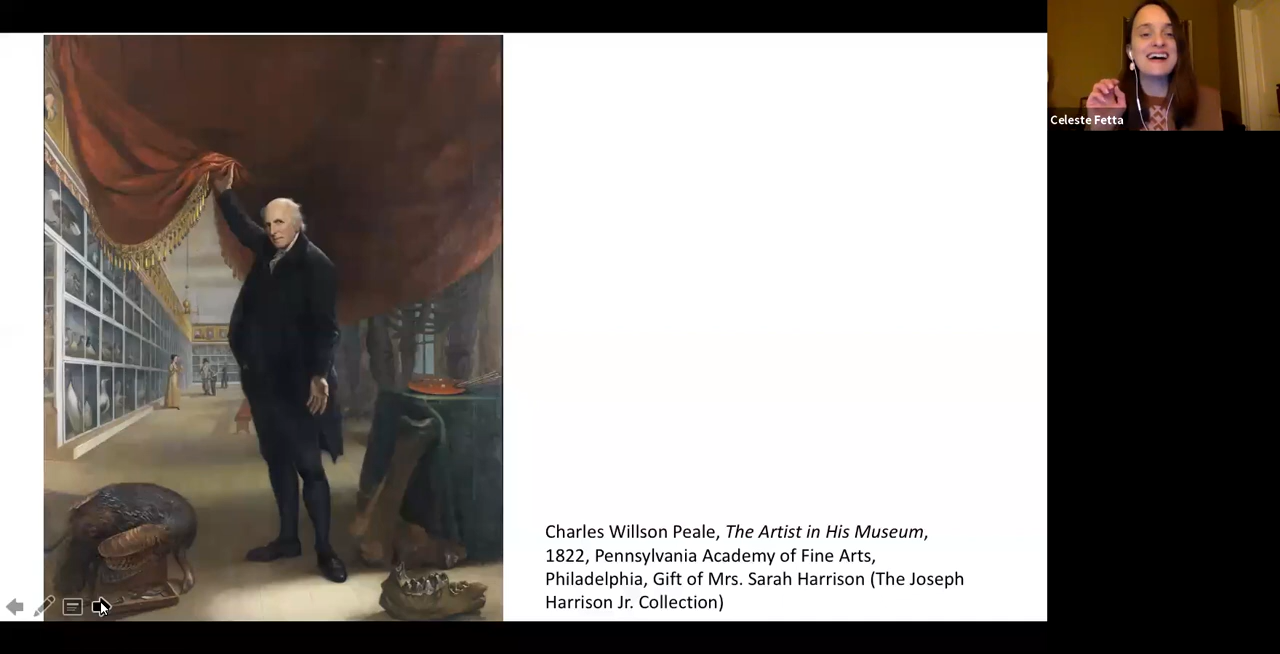 Celeste Fetta
Charles Willson Peale, The Artist in His Museum,
1822, Pennsylvania Academy of Fine Arts,
Philadelphia, Gift of Mrs. Sarah Harrison (The Joseph
Harrison Jr. Collection)